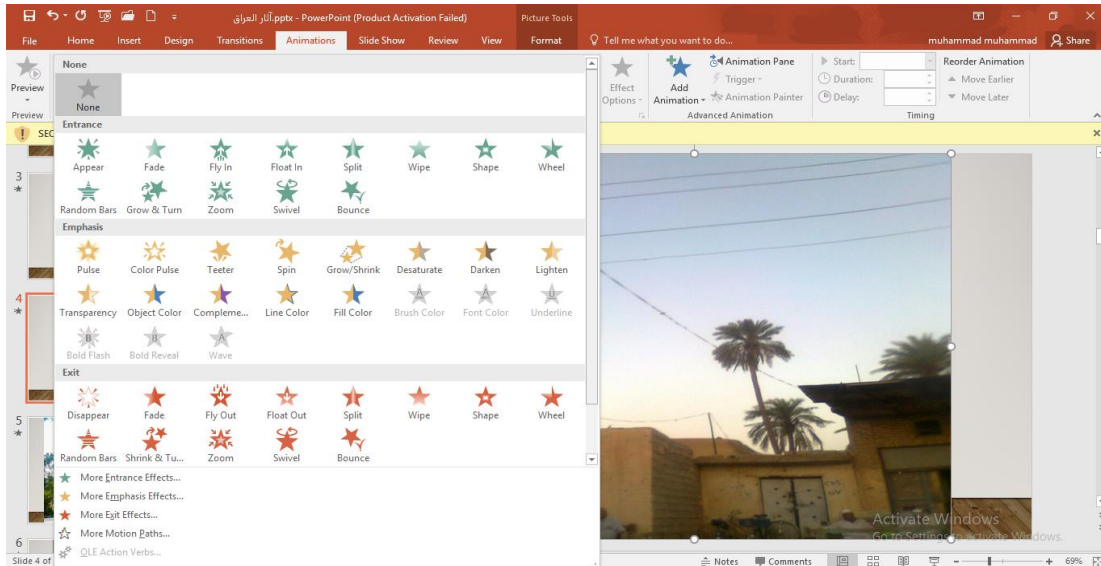 آثار العراق.pptx - PowerPoint (Product Activation Failed)
Picture Tools
File Home Insert Design Transitions Animations Slide Show Review View Format Tell me what you want to do... muhammad muhammad Share
Preview
Preview
None
None
Entrance
Appear Fade Fly In Float In Split Wipe Shape Wheel
Random Bars Grow & Turn Zoom Swivel Bounce
Emphasis
Pulse Color Pulse Teeter Spin Grow/Shrink Desaturate Darken Lighten
Transparency Object Color Compleme... Line Color Fill Color Brush Color Font Color Underline
Bold Flash Bold Reveal Wave
Exit
Disappear Fade Fly Out Float Out Split Wipe Shape Wheel
Random Bars Shrink & Tu... Zoom Swivel Bounce
More Entrance Effects...
More Emphasis Effects...
More Exit Effects...
More Motion Paths...
OLE Action Verbs...
Effect Options
Add Animation
Animation Pane
Trigger
Animation Painter
Advanced Animation
Start:
Duration:
Delay:
Reorder Animation
Move Earlier
Move Later
Timing
SEC
3
4
5
6
Activate Windows
Go to Settings to activate Windows.
Slide 4 of
Notes Comments 69%